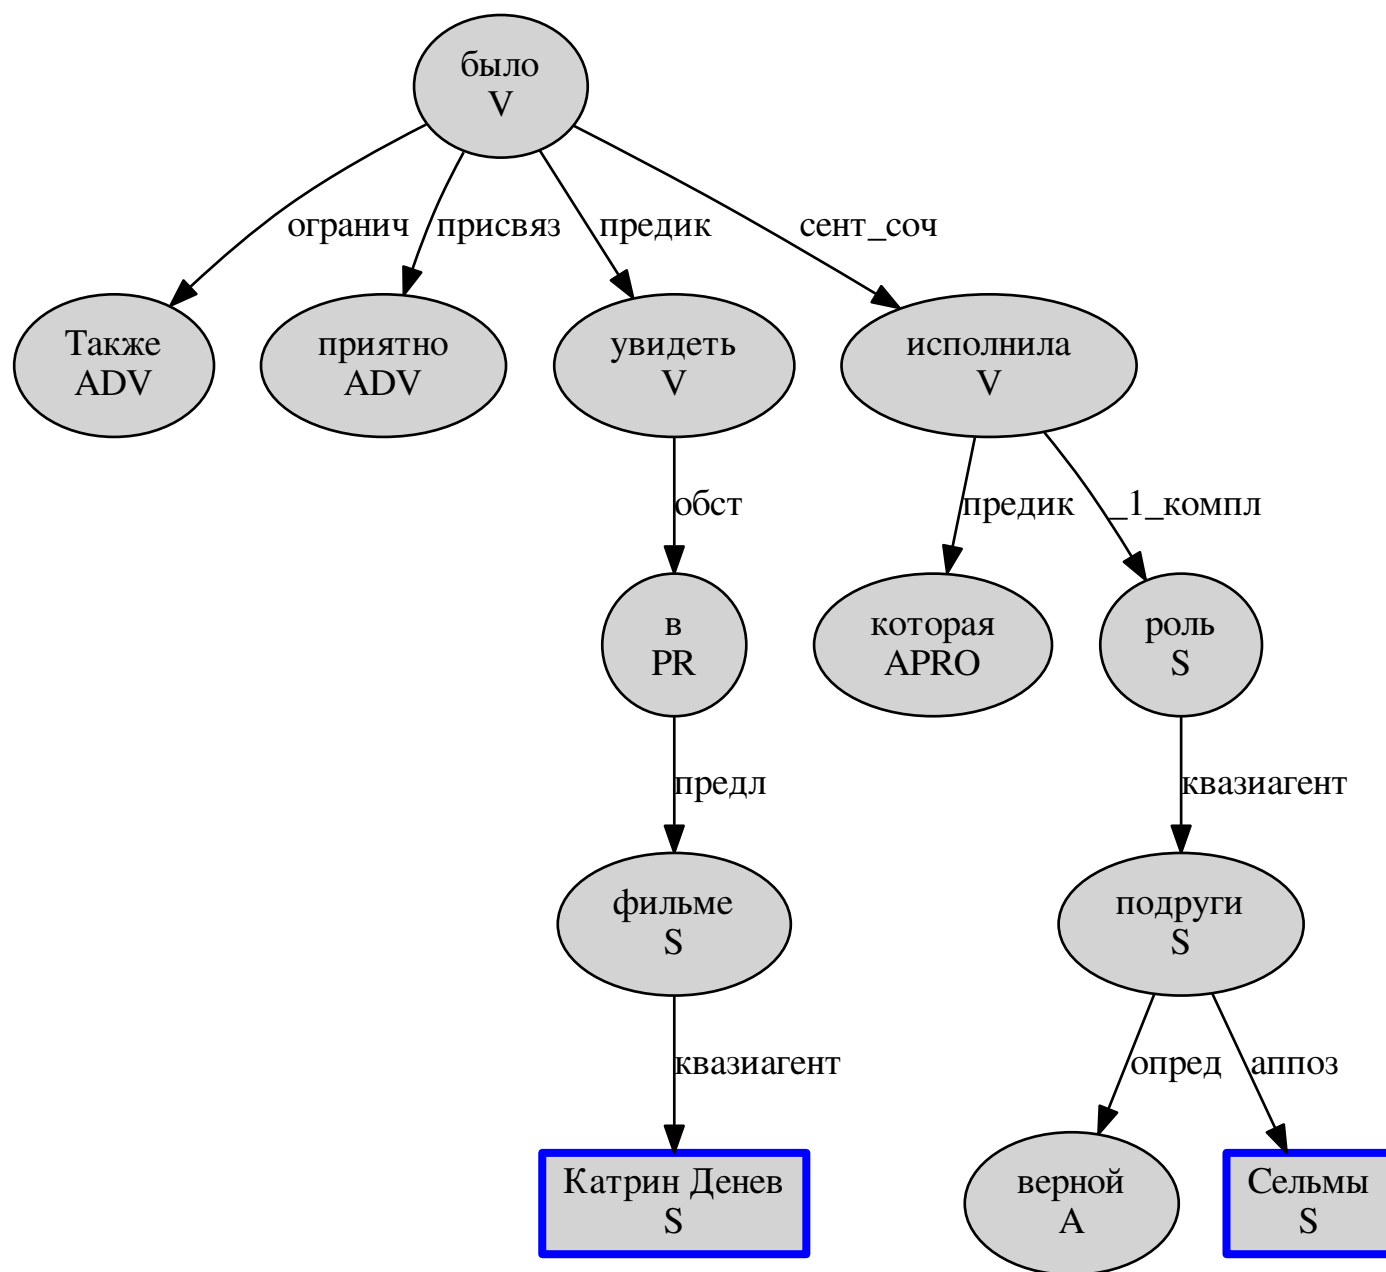 было
V
огранич
присвяз
предик
сент_соч
Также
ADV
приятно
ADV
увидеть
V
исполнила
V
обст
предик
_1_компл
в
PR
которая
APRO
роль
S
предл
квазиагент
фильме
S
подруги
S
квазиагент
опред
аппоз
Катрин Денев
S
верной
A
Сельмы
S